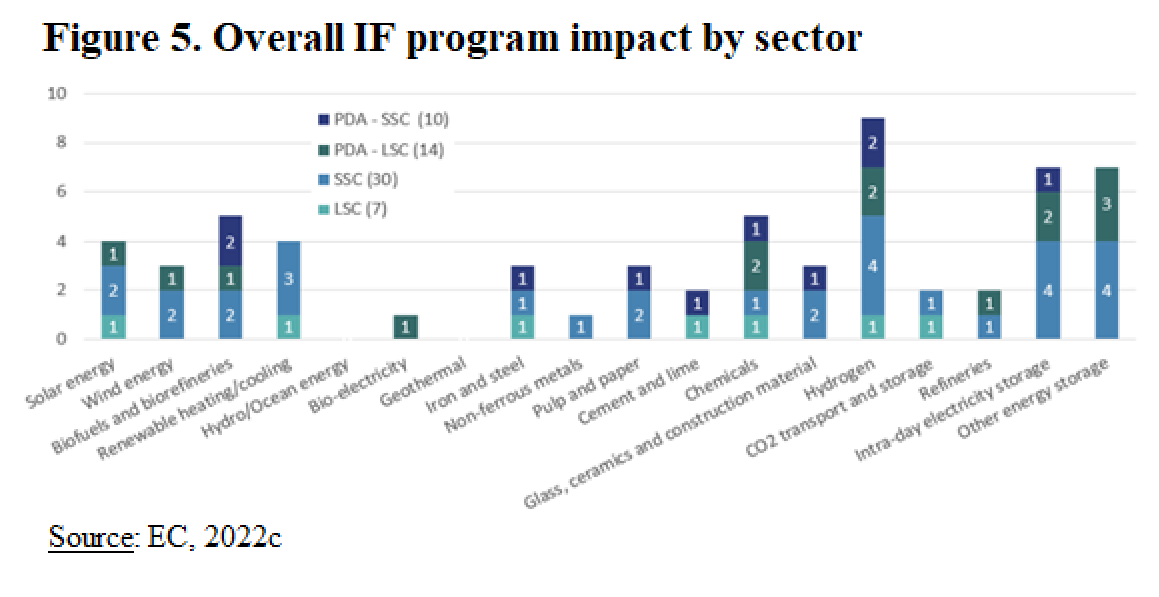 Figure 5. Overall IF program impact by sector
10
8
6
4
2
0
PDA - SSC (10)
PDA - LSC (14)
SSC (30)
LSC (7)
1
2
1
1
2
2
1
2
3
1
1
1
1
1
1
1
2
1
1
1
2
1
1
1
2
2
2
4
1
1
1
1
1
1
2
4
3
4
Solar energy
Wind energy
Biofuels and biorefineries
Renewable heating/cooling
Hydro/Ocean energy
Bio-electricity
Geothermal
Iron and steel
Non-ferrous metals
Pulp and paper
Cement and lime
Chemicals
Glass, ceramics and construction material
Hydrogen
CO2 transport and storage
Refineries
Intra-day electricity storage
Other energy storage
Source: EC, 2022c